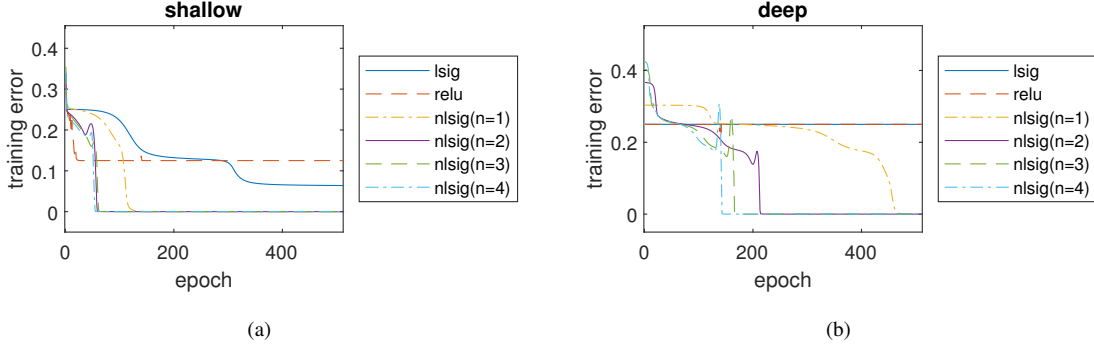 shallow
training error
0.4
0.3
0.2
0.1
0
0
200
400
epoch
lsig
relu
nlsig(n=1)
nlsig(n=2)
nlsig(n=3)
nlsig(n=4)
(a)
deep
training error
0.4
0.2
0
0
200
400
epoch
lsig
relu
nlsig(n=1)
nlsig(n=2)
nlsig(n=3)
nlsig(n=4)
(b)